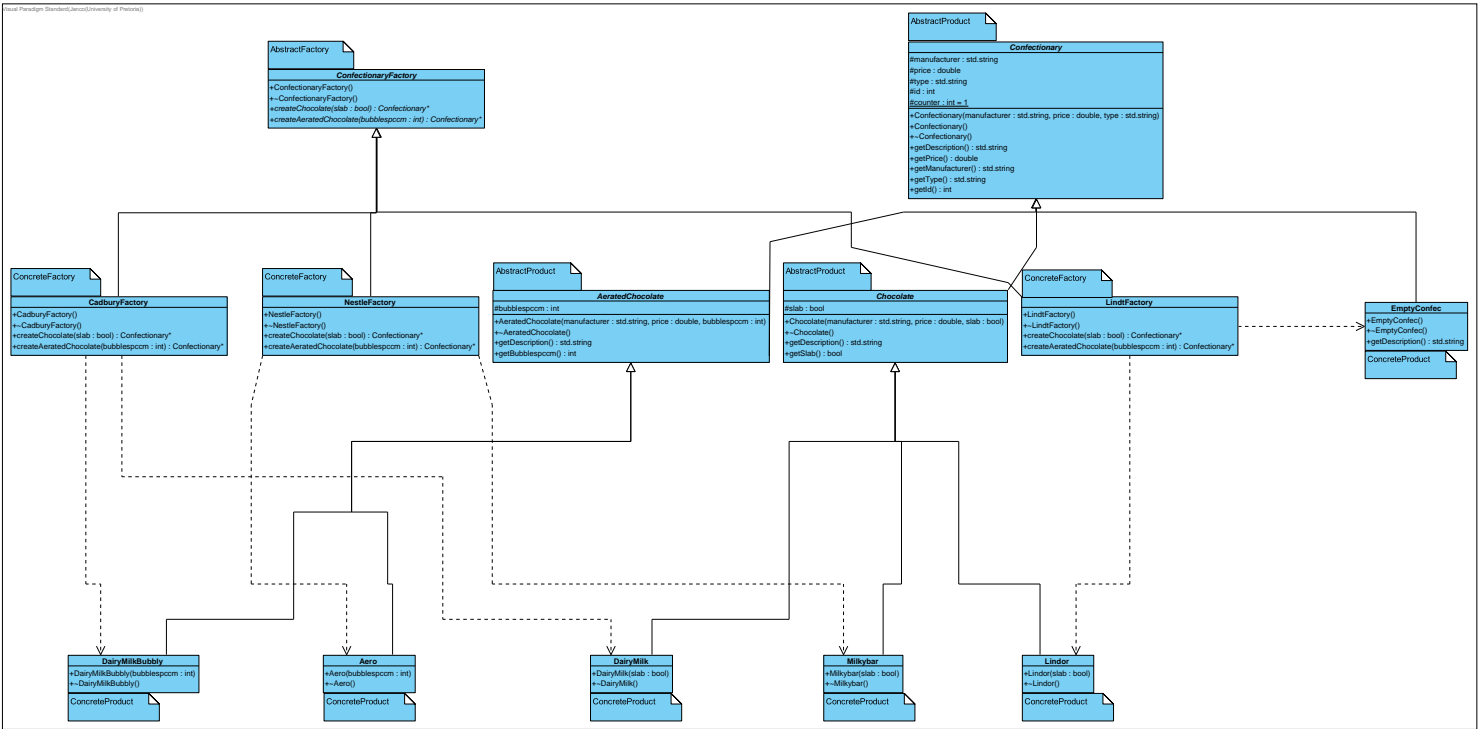 Visual Paradigm Standard(Janco(University of Pretoria))
AbstractFactory
ConfectionaryFactory
+ConfectionaryFactory()
+~ConfectionaryFactory()
+createChocolate(slab : bool) : Confectionary*
+createAeratedChocolate(bubblespccm : int) : Confectionary*
AbstractProduct
Confectionary
#manufacturer : std.string
#price : double
#type : std.string
#id : int
#counter : int = 1
+Confectionary(manufacturer : std.string, price : double, type : std.string)
+Confectionary()
+~Confectionary()
+getDescription() : std.string
+getPrice() : double
+getManufacturer() : std.string
+getType() : std.string
+getId() : int
ConcreteFactory
CadburyFactory
+CadburyFactory()
+~CadburyFactory()
+createChocolate(slab : bool) : Confectionary*
+createAeratedChocolate(bubblespccm : int) : Confectionary*
ConcreteFactory
NestleFactory
+NestleFactory()
+~NestleFactory()
+createChocolate(slab : bool) : Confectionary*
+createAeratedChocolate(bubblespccm : int) : Confectionary*
AbstractProduct
AeratedChocolate
#bubblespccm : int
+AeratedChocolate(manufacturer : std.string, price : double, bubblespccm : int)
+~AeratedChocolate()
+getDescription() : std.string
+getBubblespccm() : int
AbstractProduct
Chocolate
#slab : bool
+Chocolate(manufacturer : std.string, price : double, slab : bool)
+~Chocolate()
+getDescription() : std.string
+getSlab() : bool
ConcreteFactory
LindtFactory
+LindtFactory()
+~LindtFactory()
+createChocolate(slab : bool) : Confectionary*
+createAeratedChocolate(bubblespccm : int) : Confectionary*
EmptyConfec
+EmptyConfec()
+~EmptyConfec()
+getDescription() : std.string
ConcreteProduct
DairyMilkBubbly
+DairyMilkBubbly(bubblespccm : int)
+~DairyMilkBubbly()
ConcreteProduct
Aero
+Aero(bubblespccm : int)
+~Aero()
ConcreteProduct
DairyMilk
+DairyMilk(slab : bool)
+~DairyMilk()
ConcreteProduct
Milkybar
+Milkybar(slab : bool)
+~Milkybar()
ConcreteProduct
Lindor
+Lindor(slab : bool)
+~Lindor()
ConcreteProduct